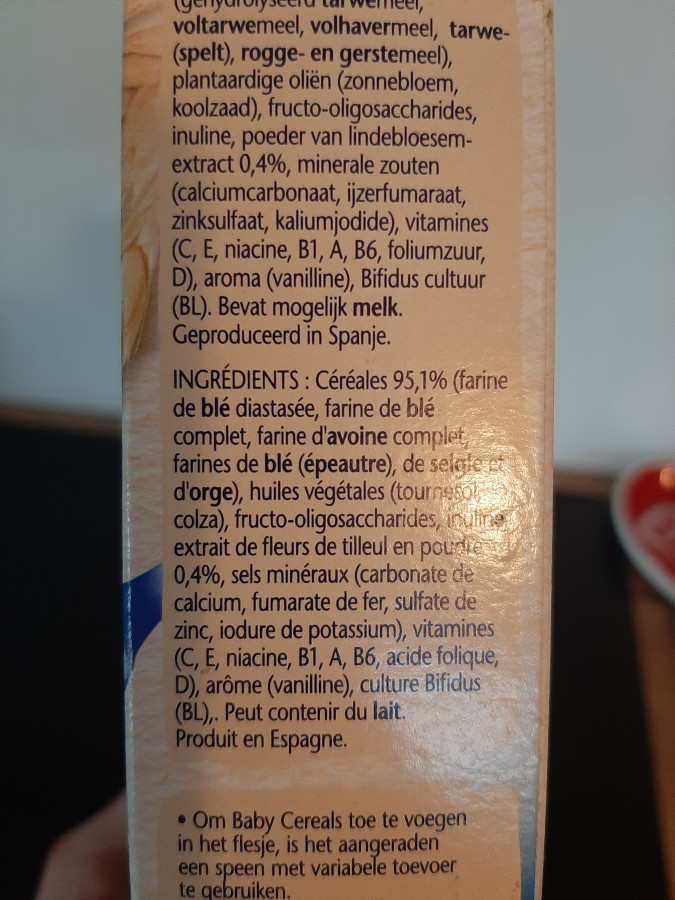 (gehydrolyseerd tarwemeel,
voltarwemeel, volhavermeel, tarwe-
(spelt), rogge- en gerstemeel),
plantaardige oliën (zonnebloem,
koolzaad), fructo-oligosaccharides,
inuline, poeder van lindebloesem-
extract 0,4%, minerale zouten
(calciumcarbonaat, ijzerfumaraat,
zinksulfaat, kaliumjodide), vitamines
(C, E, niacine, B1, A, B6, foliumzuur,
D), aroma (vanilline), Bifidus cultuur
(BL). Bevat mogelijk melk.
Geproduceerd in Spanje.
INGRÉDIENTS : Céréales 95,1% (farine
de blé diastasée, farine de blé
complet, farine d'avoine complet,
farines de blé (épeautre), de seigle et
d'orge), huiles végétales (tournesol,
colza), fructo-oligosaccharides, inuline,
extrait de fleurs de tilleul en poudre
0,4%, sels minéraux (carbonate de
calcium, fumarate de fer, sulfate de
zinc, iodure de potassium), vitamines
(C, E, niacine, B1, A, B6, acide folique,
D), arôme (vanilline), culture Bifidus
(BL),. Peut contenir du lait.
Produit en Espagne.
• Om Baby Cereals toe te voegen
in het flesje, is het aangeraden
een speen met variabele toevoer
te gebruiken.